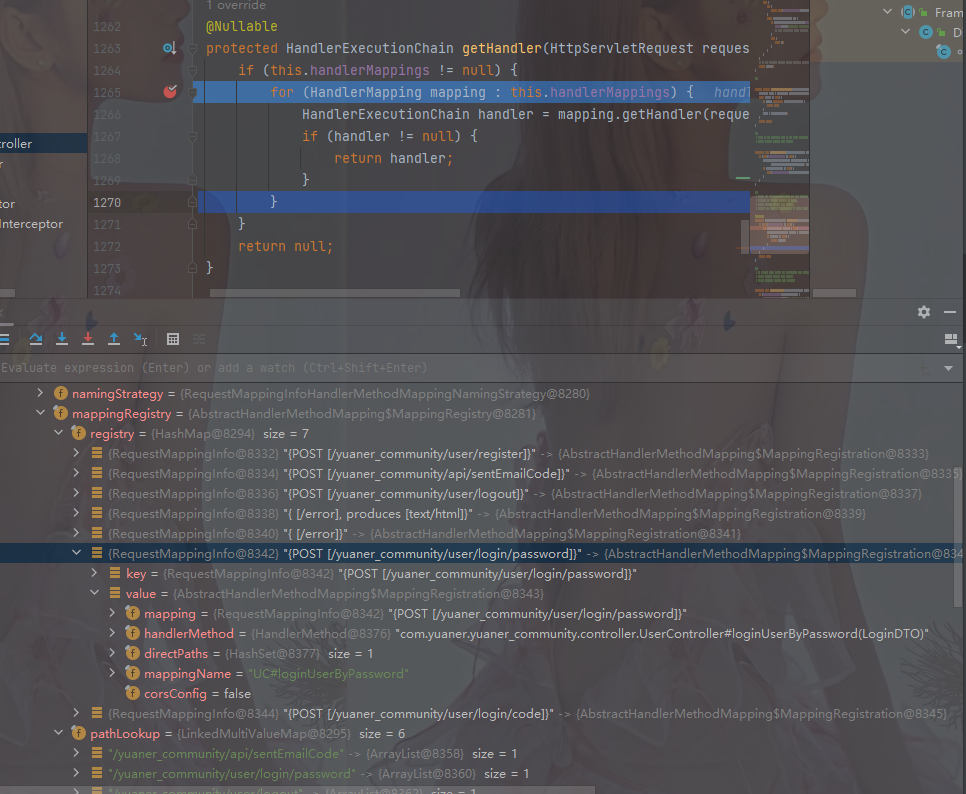 1 override
1262 @Nullable
1263 protected HandlerExecutionChain getHandler(HttpServletRequest reques
1264 if (this.handlerMappings != null) {
1265 for (HandlerMapping mapping : this.handlerMappings) { handl
1266 HandlerExecutionChain handler = mapping.getHandler(reque
1267 if (handler != null) {
1268 return handler;
1269 }
1270 }
1271 }
1272 return null;
1273 }
1274
Fram
D
troller
r
tor
Interceptor
Evaluate expression (Enter) or add a watch (Ctrl+Shift+Enter)
namingStrategy = {RequestMappingInfoHandlerMethodMappingNamingStrategy@8280}
mappingRegistry = {AbstractHandlerMethodMapping$MappingRegistry@8281}
registry = {HashMap@8294} size = 7
{RequestMappingInfo@8332} "{POST [/yuaner_community/user/register]}" -> {AbstractHandlerMethodMapping$MappingRegistration@8333}
{RequestMappingInfo@8334} "{POST [/yuaner_community/api/sentEmailCode]}" -> {AbstractHandlerMethodMapping$MappingRegistration@8335}
{RequestMappingInfo@8336} "{POST [/yuaner_community/user/logout]}" -> {AbstractHandlerMethodMapping$MappingRegistration@8337}
{RequestMappingInfo@8338} "{ [/error], produces [text/html]}" -> {AbstractHandlerMethodMapping$MappingRegistration@8339}
{RequestMappingInfo@8340} "{ [/error]}" -> {AbstractHandlerMethodMapping$MappingRegistration@8341}
{RequestMappingInfo@8342} "{POST [/yuaner_community/user/login/password]}" -> {AbstractHandlerMethodMapping$MappingRegistration@834
key = {RequestMappingInfo@8342} "{POST [/yuaner_community/user/login/password]}"
value = {AbstractHandlerMethodMapping$MappingRegistration@8343}
mapping = {RequestMappingInfo@8342} "{POST [/yuaner_community/user/login/password]}"
handlerMethod = {HandlerMethod@8376} "com.yuaner.yuaner_community.controller.UserController#loginUserByPassword(LoginDTO)"
directPaths = {HashSet@8377} size = 1
mappingName = "UC#loginUserByPassword"
corsConfig = false
{RequestMappingInfo@8344} "{POST [/yuaner_community/user/login/code]}" -> {AbstractHandlerMethodMapping$MappingRegistration@8345}
pathLookup = {LinkedMultiValueMap@8295} size = 6
"/yuaner_community/api/sentEmailCode" -> {ArrayList@8358} size = 1
"/yuaner_community/user/login/password" -> {ArrayList@8360} size = 1
"/yuaner_community/user/logout" -> {ArrayList@8362} size = 1